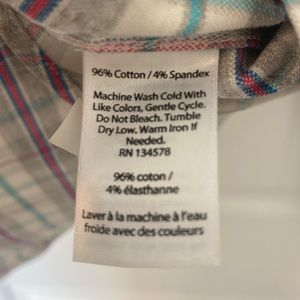 96% Cotton / 4% Spandex
Machine Wash Cold With
Like Colors, Gentle Cycle.
Do Not Bleach. Tumble
Dry Low. Warm Iron If
Needed.
RN 134578
96% coton /
4% élasthanne
Laver à la machine à l'eau
froide avec des couleurs